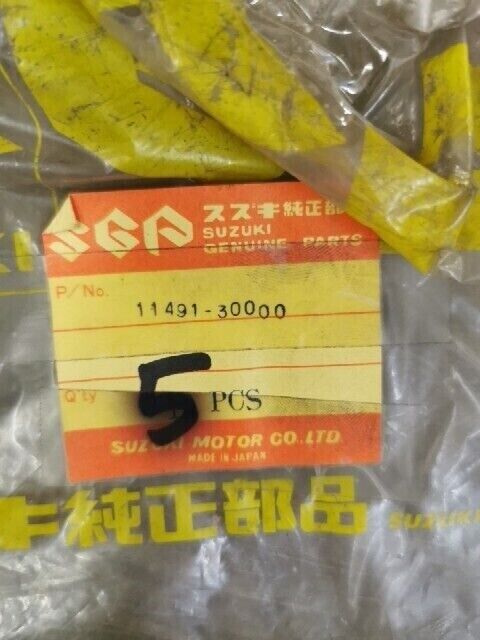 SGP スズキ純正部
SUZUKI
GENUINE PARTS
P/No.
11491-30000
Q'ty 5 PCS
SUZUKI MOTOR CO.,LTD
MADE IN JAPAN
キ純正部品 SUZUKI